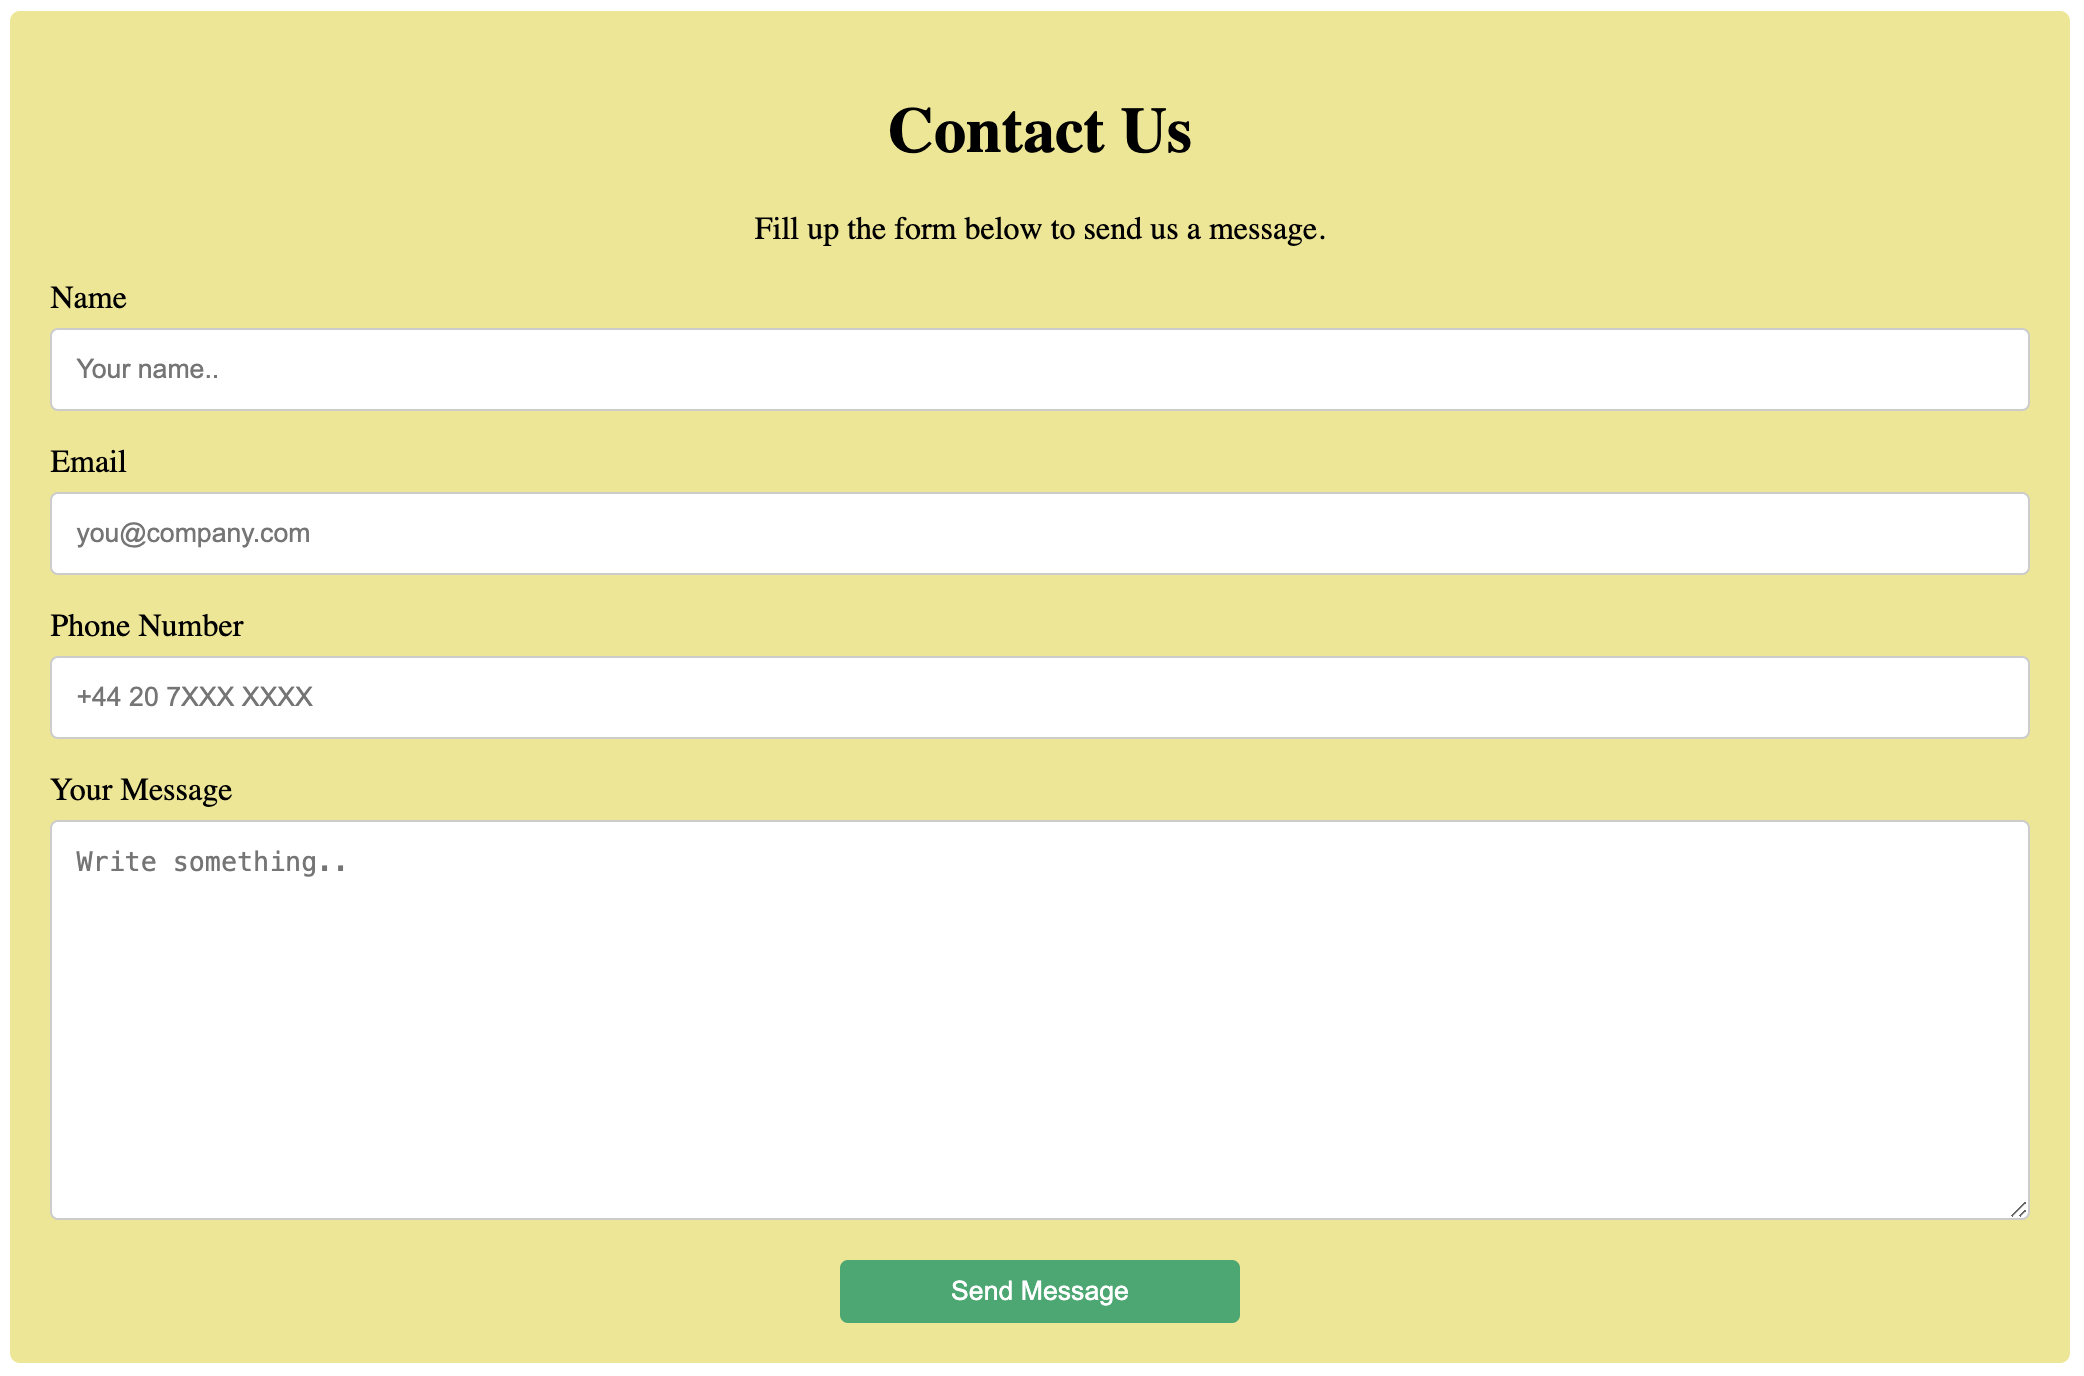 Contact Us
Fill up the form below to send us a message.
Name
Your name..
Email
you@company.com
Phone Number
+44 20 7XXX XXXX
Your Message
Write something..
Send Message